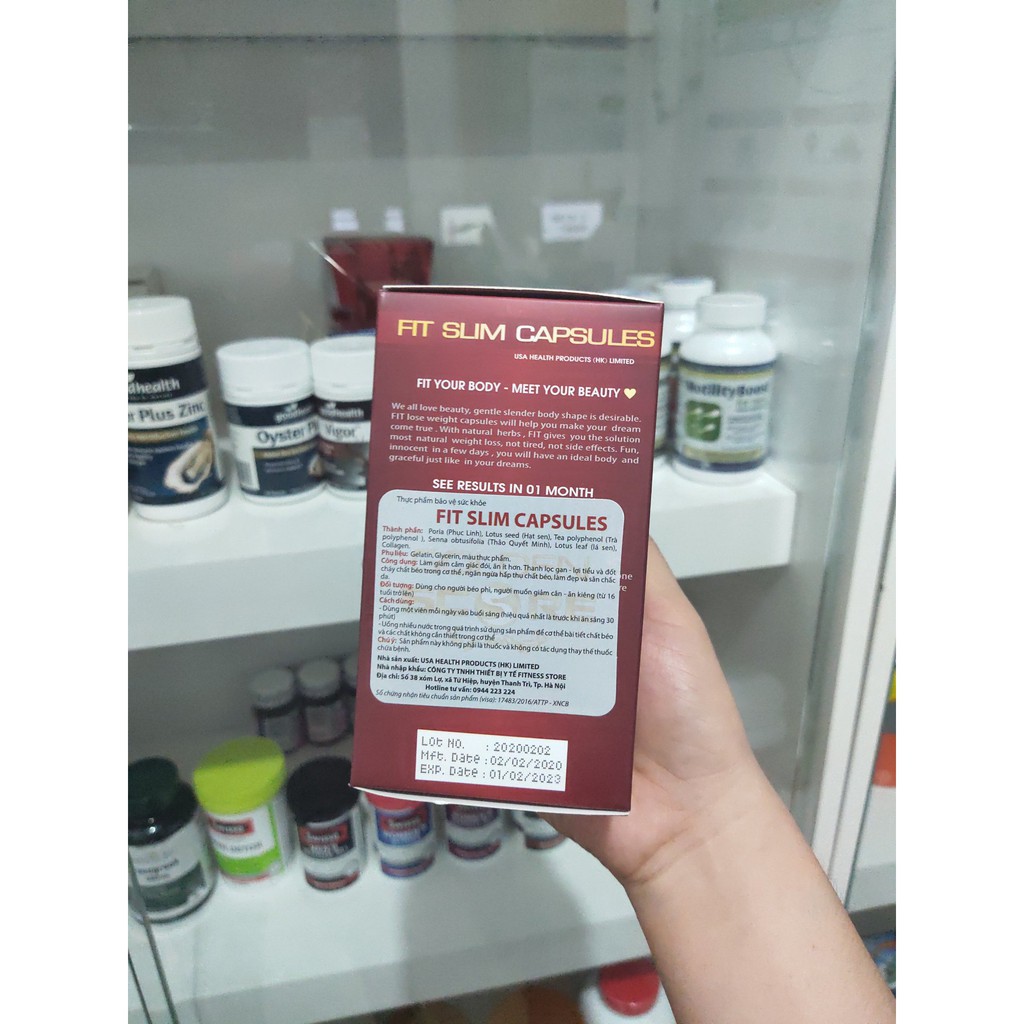 FIT SLIM CAPSULES
USA HEALTH PRODUCTS (HK) LIMITED
FIT YOUR BODY - MEET YOUR BEAUTY
We all love beauty, gentle slender body shape is desirable.
FIT lose weight capsules will help you make your dream
come true . With natural herbs , FIT gives you the solution
most natural weight loss, not tired, not side effects. Fun,
innocent in a few days , you will have an ideal body and
graceful just like in your dreams.
SEE RESULTS IN 01 MONTH
Thực phẩm bảo vệ sức khỏe
FIT SLIM CAPSULES
Thành phần: Poria (Phục Linh), Lotus seed (Hạt sen), Tea polyphenol (Trà
polyphenol ), Senna obtusifolia (Thảo Quyết Minh), Lotus leaf (lá sen),
Collagen.
Phụ liệu: Gelatin, Glycerin, màu thực phẩm.
Công dụng: Làm giảm cảm giác đói, ăn ít hơn. Thanh lọc gan - lợi tiểu và đốt
cháy chất béo trong cơ thể , ngăn ngừa hấp thụ chất béo, làm đẹp và săn chắc
da.
Đối tượng: Dùng cho người béo phì, người muốn giảm cân - ăn kiêng (từ 16
tuổi trở lên)
Cách dùng:
- Dùng một viên mỗi ngày vào buổi sáng (hiệu quả nhất là trước khi ăn sáng 30
phút)
- Uống nhiều nước trong quá trình sử dụng sản phẩm để cơ thể bài tiết chất béo
và các chất không cần thiết trong cơ thể
Chú ý: Sản phẩm này không phải là thuốc và không có tác dụng thay thế thuốc
chữa bệnh.
Nhà sản xuất: USA HEALTH PRODUCTS (HK) LIMITED
Nhà nhập khẩu: CÔNG TY TNHH THIẾT BỊ Y TẾ FITNESS STORE
Địa chỉ: Số 38 xóm Lợ, xã Tứ Hiệp, huyện Thanh Trì, Tp. Hà Nội
Hotline tư vấn: 0944 223 224
Số chứng nhận tiêu chuẩn sản phẩm (visa): 17483/2016/ATTP - XNCB
Lot No. : 20200202
Mft. Date : 02/02/2020
EXP. Date : 01/02/2023
health
Plus Zinc
Oyster
Vigor
MotilityBoost